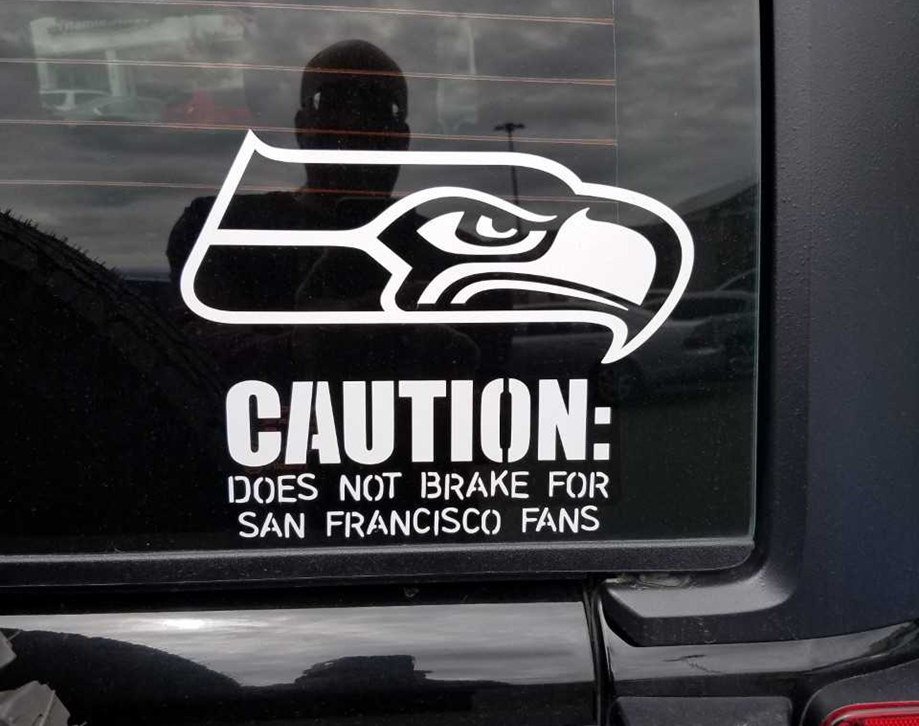 CAUTION:
DOES NOT BRAKE FOR
SAN FRANCISCO FANS